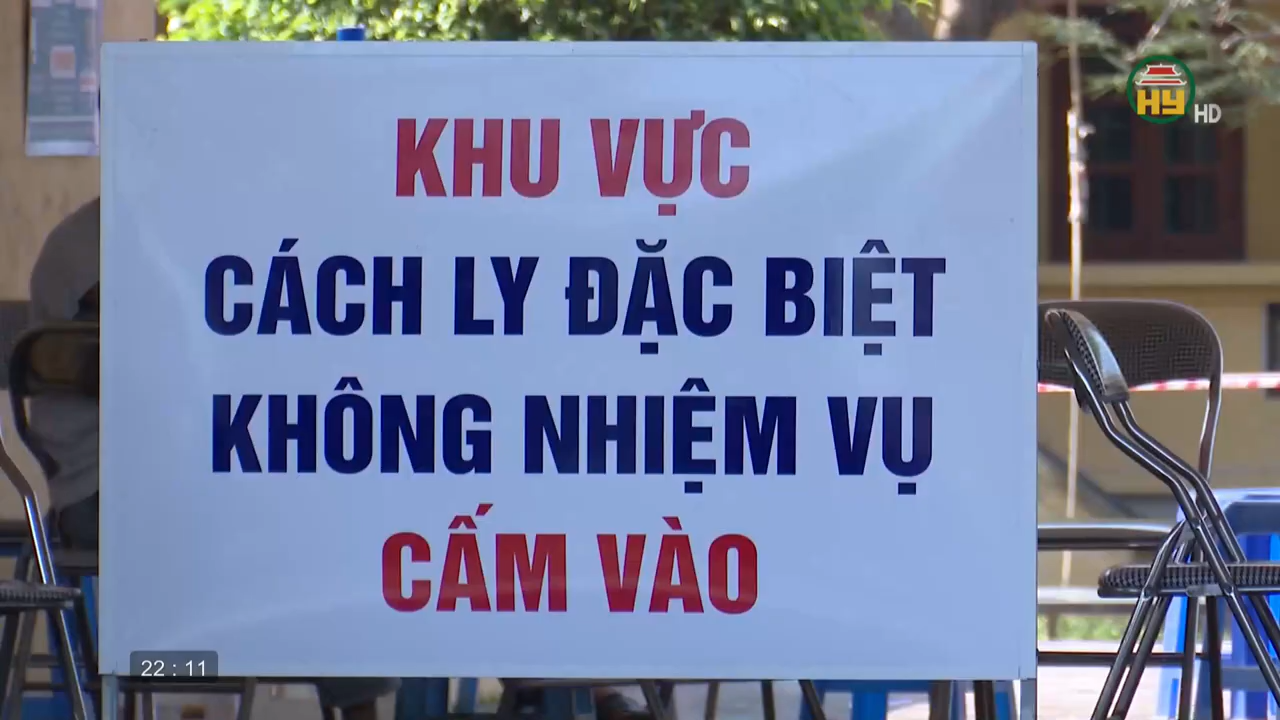 HY HD
KHU VỰC
CÁCH LY ĐẶC BIỆT
KHÔNG NHIỆM VỤ
CẤM VÀO
22 : 11